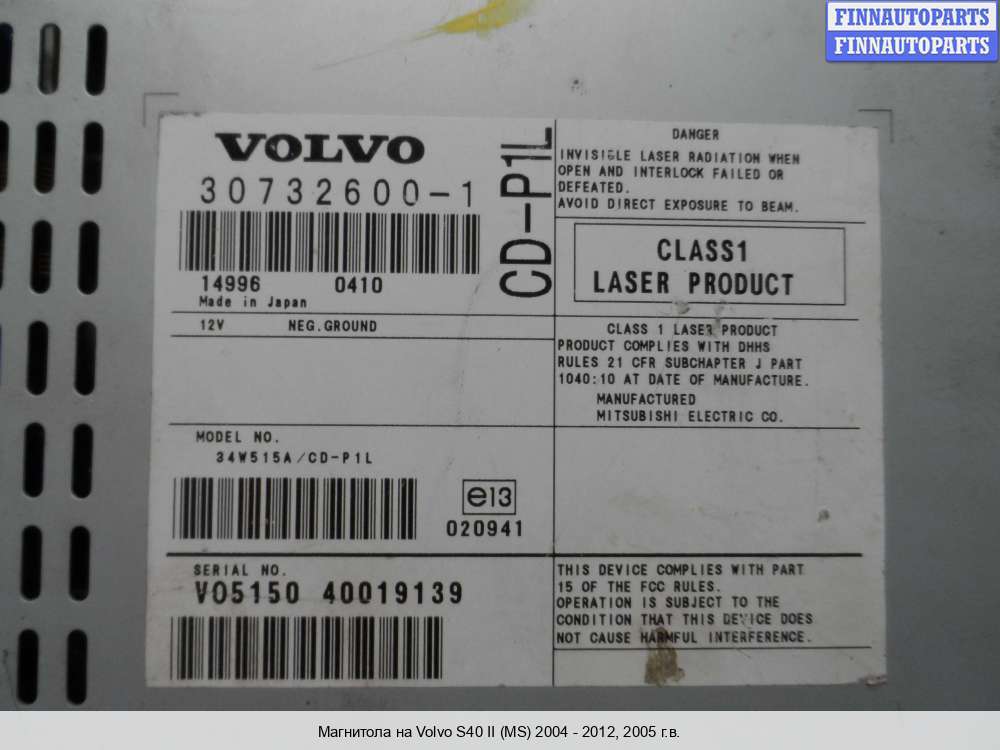 FINNAUTOPARTS
FINNAUTOPARTS
VOLVO
30732600-1
14996 0410
Made in Japan
CD-P1L
12V NEG.GROUND
MODEL NO.
34W515A/CD-P1L
e13
020941
SERIAL NO.
VO5150 40019139
DANGER
INVISIBLE LASER RADIATION WHEN
OPEN AND INTERLOCK FAILED OR
DEFEATED.
AVOID DIRECT EXPOSURE TO BEAM.
CLASS1
LASER PRODUCT
CLASS 1 LASER PRODUCT
PRODUCT COMPLIES WITH DHHS
RULES 21 CFR SUBCHAPTER J PART
1040:10 AT DATE OF MANUFACTURE.
MANUFACTURED
MITSUBISHI ELECTRIC CO.
THIS DEVICE COMPLIES WITH PART
15 OF THE FCC RULES.
OPERATION IS SUBJECT TO THE
CONDITION THAT THIS DEVICE DOES
NOT CAUSE HARMFUL INTERFERENCE.
Магнитола на Volvo S40 II (MS) 2004 - 2012, 2005 г.в.